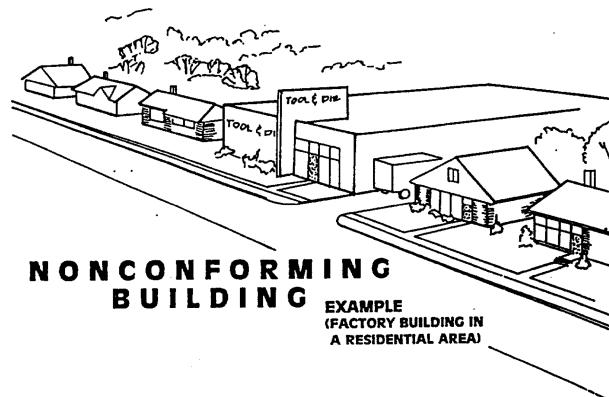 TOOL & DIE
TOOL & DI
NONCONFORMING
BUILDING
EXAMPLE
(FACTORY BUILDING IN
A RESIDENTIAL AREA)